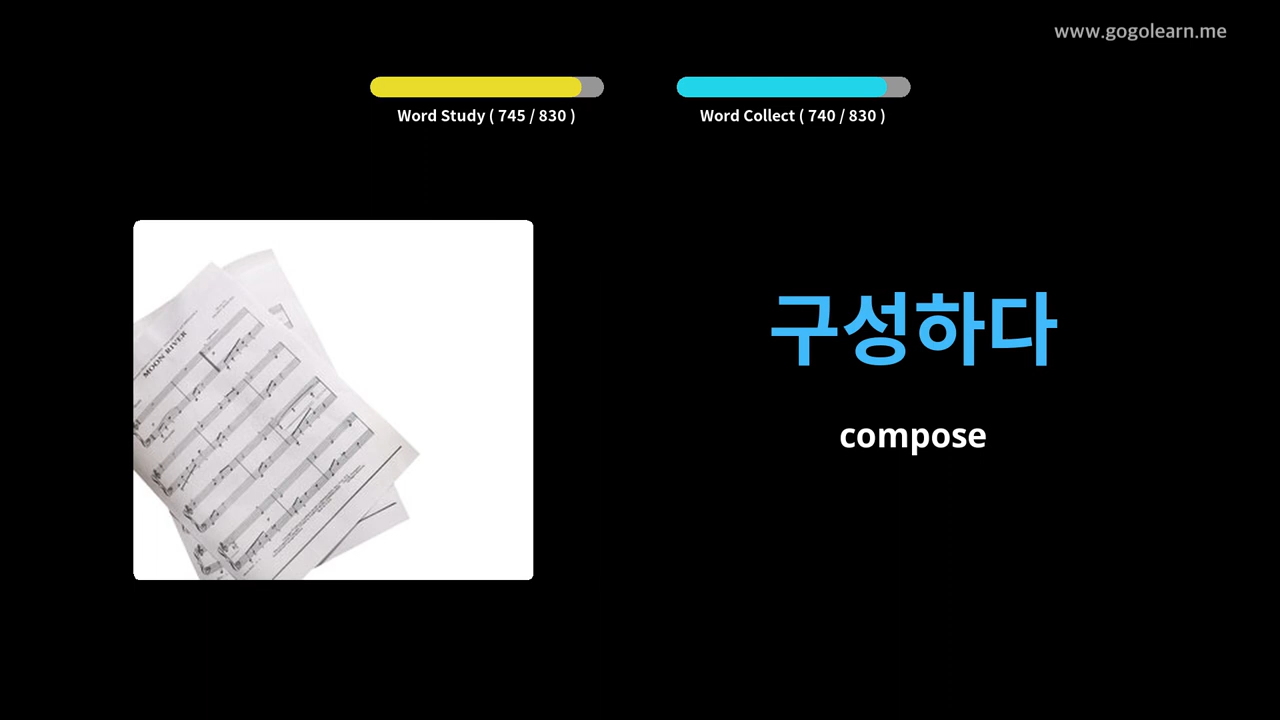 www.gogolearn.me
Word Study ( 745 / 830 )
Word Collect ( 740 / 830 )
MOON RIVER
구성하다
compose